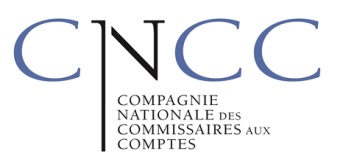 CNCC
COMPAGNIE
NATIONALE DES
COMMISSAIRES AUX
COMPTES